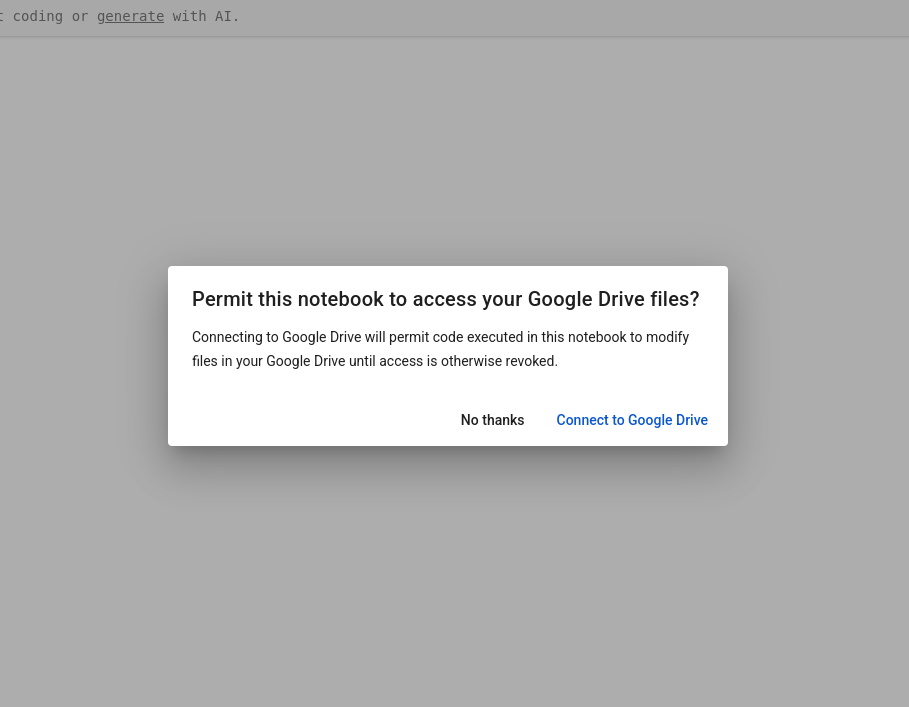 coding or generate with AI.
Permit this notebook to access your Google Drive files?
Connecting to Google Drive will permit code executed in this notebook to modify
files in your Google Drive until access is otherwise revoked.
No thanks Connect to Google Drive